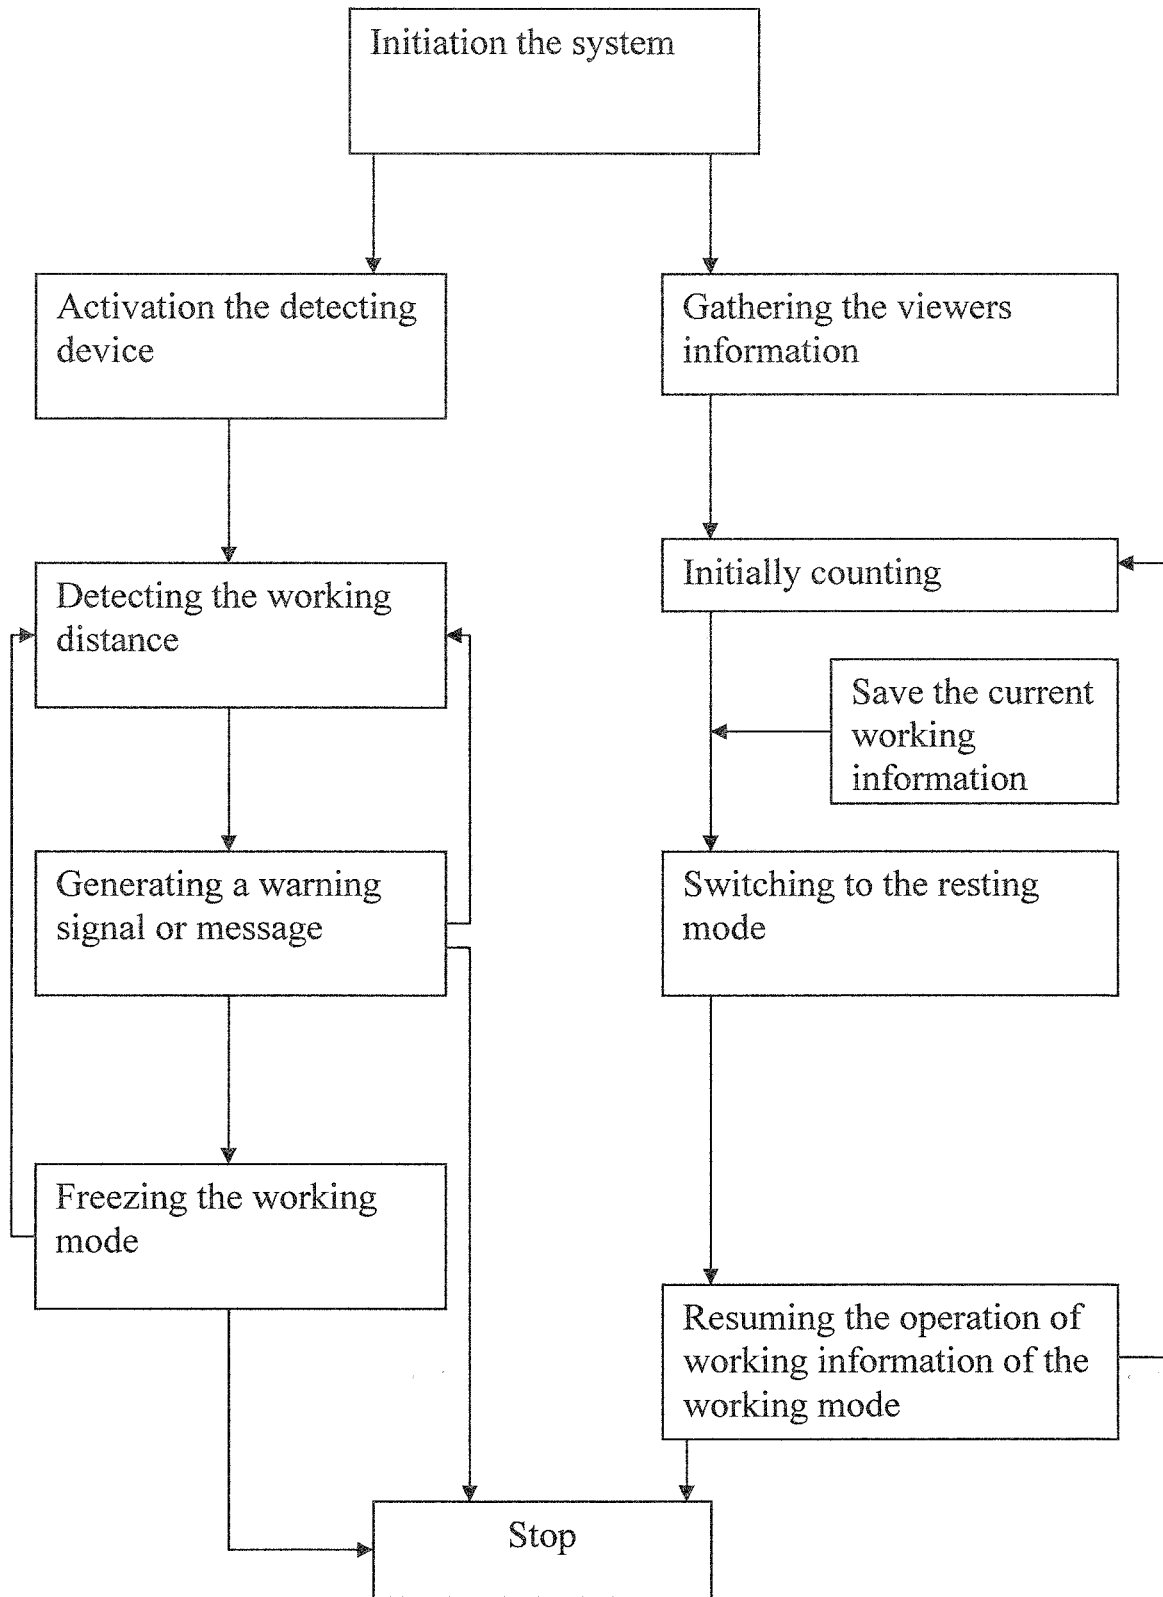 Initiation the system
Activation the detecting
device
Gathering the viewers
information
Detecting the working
distance
Initially counting
Save the current
working
information
Generating a warning
signal or message
Switching to the resting
mode
Freezing the working
mode
Resuming the operation of
working information of the
working mode
Stop